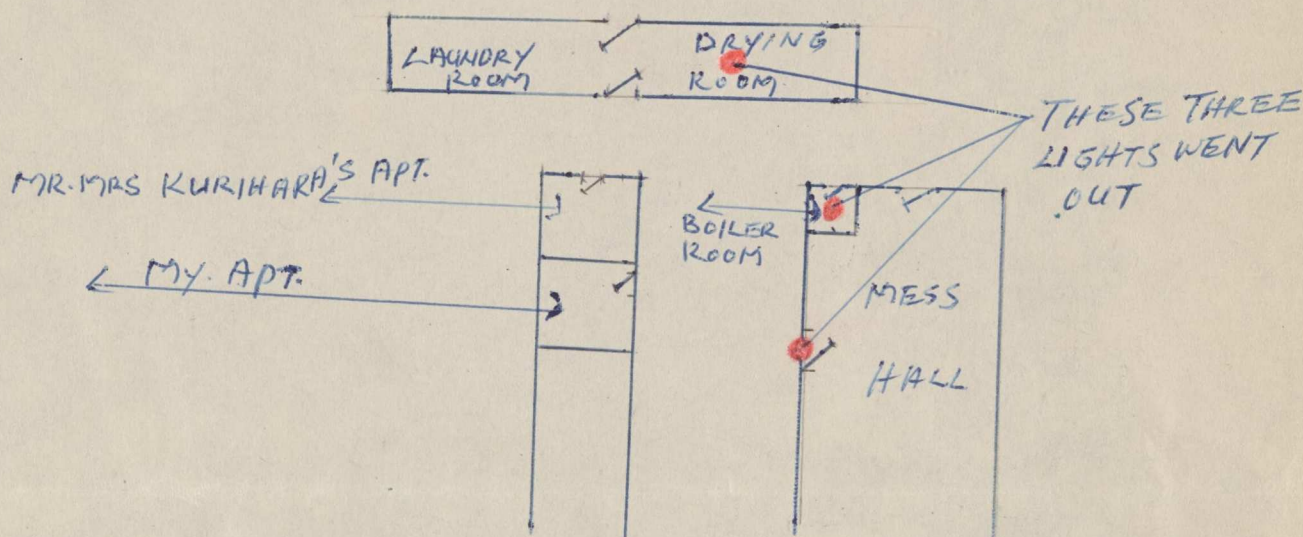 LAUNDRY
ROOM
DRYING
ROOM
THESE THREE
LIGHTS WENT
OUT
MR. MRS KURIHARA'S APT.
BOILER
ROOM
MY. APT.
MESS
HALL